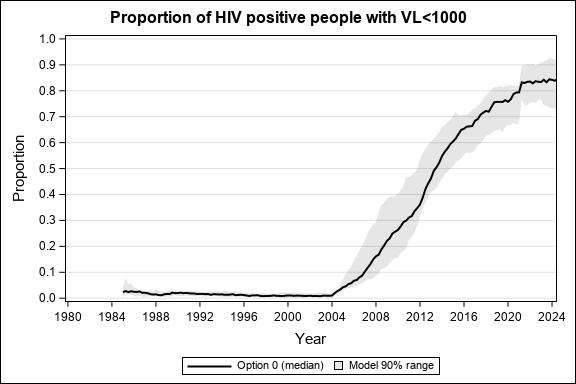 Proportion of HIV positive people with VL<1000
Proportion
1.0
0.9
0.8
0.7
0.6
0.5
0.4
0.3
0.2
0.1
0.0
1980 1984 1988 1992 1996 2000 2004 2008 2012 2016 2020 2024
Year
Option 0 (median) Model 90% range